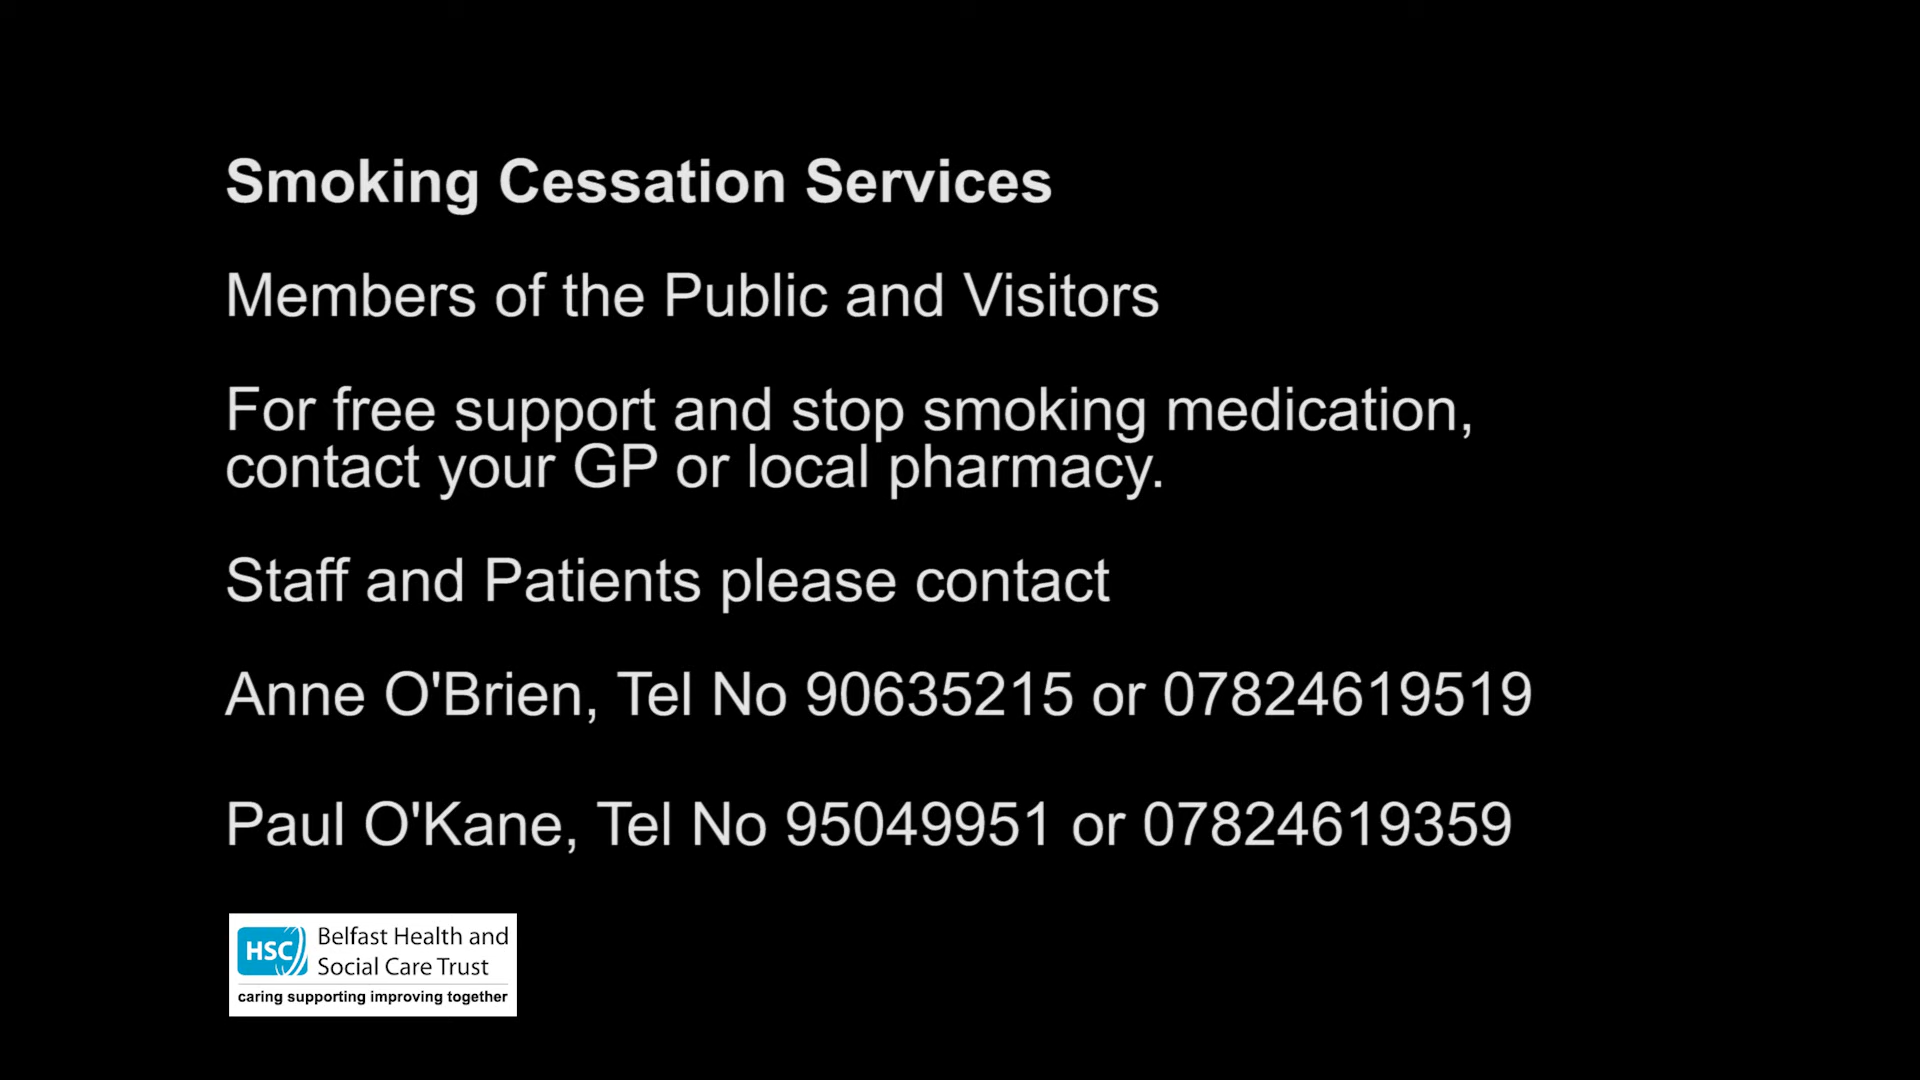 Smoking Cessation Services
Members of the Public and Visitors
For free support and stop smoking medication,
contact your GP or local pharmacy.
Staff and Patients please contact
Anne O'Brien, Tel No 90635215 or 07824619519
Paul O'Kane, Tel No 95049951 or 07824619359
HSC Belfast Health and
Social Care Trust
caring supporting improving together